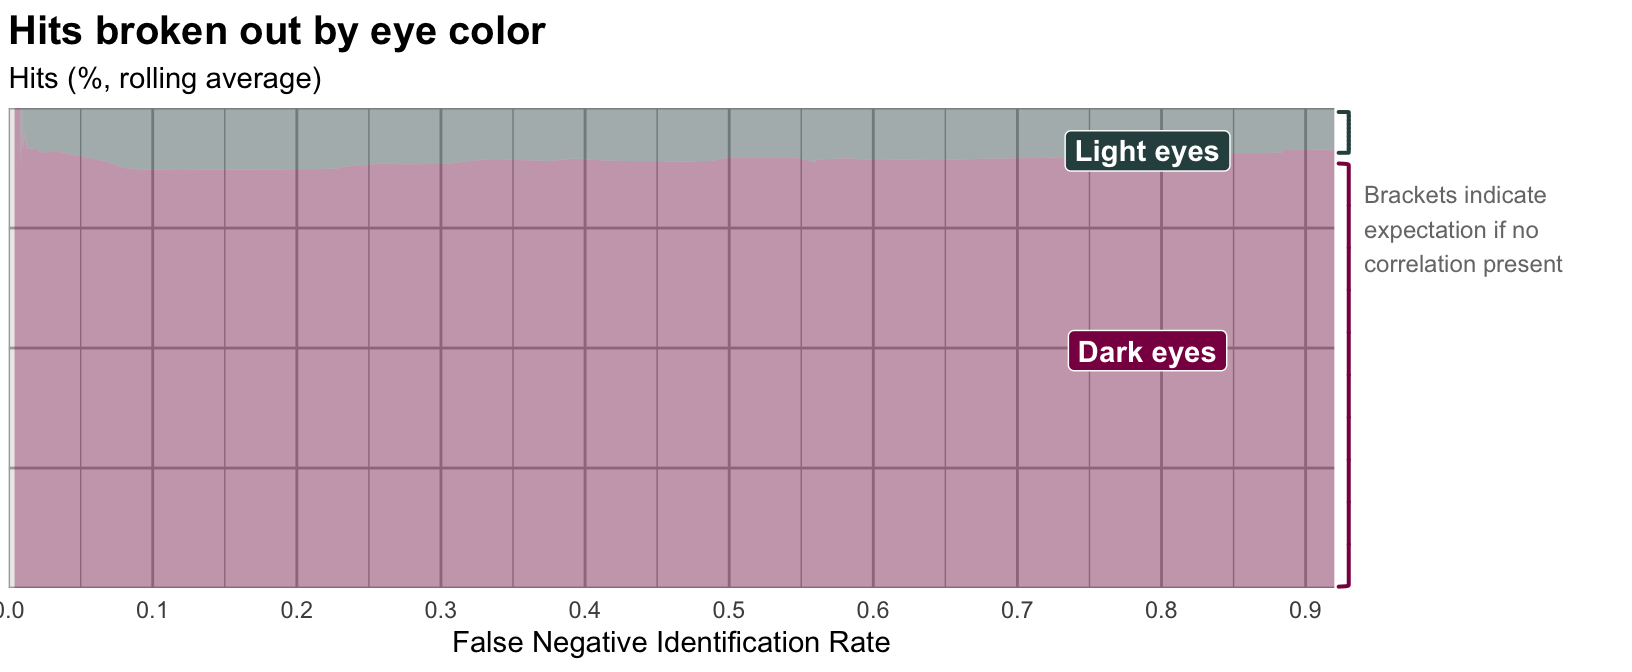 Hits broken out by eye color
Hits (%, rolling average)
Light eyes
Brackets indicate
expectation if no
correlation present
Dark eyes
0.0 0.1 0.2 0.3 0.4 0.5 0.6 0.7 0.8 0.9
False Negative Identification Rate